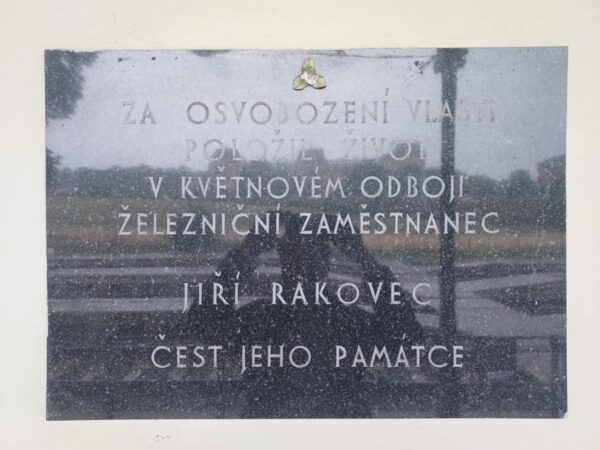 ZA OSVOBOZENÍ VLASTI
POLOŽIL ŽIVOT
V KVĚTNOVÉM ODBOJI
ŽELEZNIČNÍ ZAMĚSTNANEC
JIŘÍ RAKOVEC
ČEST JEHO PAMÁTCE